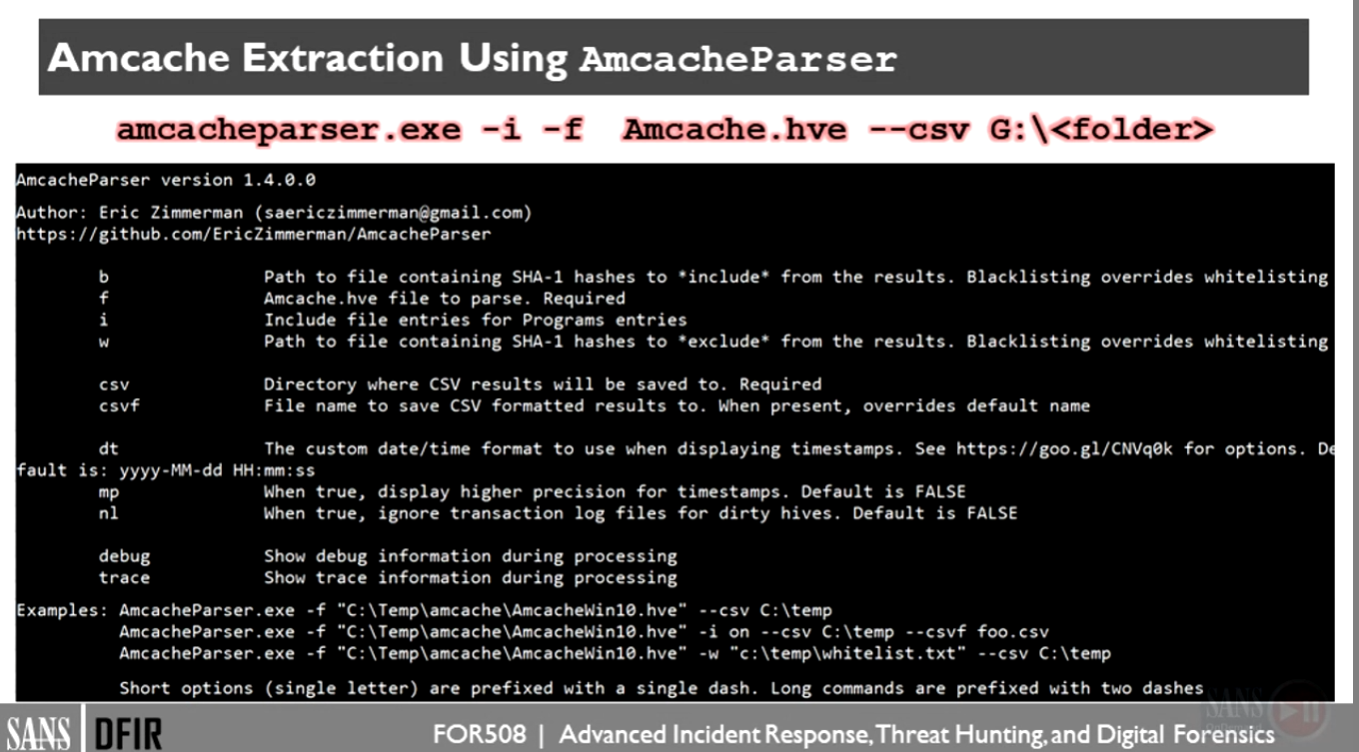 Amcache Extraction Using AmcacheParser
amcacheparser.exe -i -f Amcache.hve --csv G:\<folder>
AmcacheParser version 1.4.0.0
Author: Eric Zimmerman (saericzimmerman@gmail.com)
https://github.com/EricZimmerman/AmcacheParser
b Path to file containing SHA-1 hashes to *include* from the results. Blacklisting overrides whitelisting
f Amcache.hve file to parse. Required
i Include file entries for Programs entries
w Path to file containing SHA-1 hashes to *exclude* from the results. Blacklisting overrides whitelisting
csv Directory where CSV results will be saved to. Required
csvf File name to save CSV formatted results to. When present, overrides default name
dt The custom date/time format to use when displaying timestamps. See https://goo.gl/CNVq0k for options. De
fault is: yyyy-MM-dd HH:mm:ss
mp When true, display higher precision for timestamps. Default is FALSE
nl When true, ignore transaction log files for dirty hives. Default is FALSE
debug Show debug information during processing
trace Show trace information during processing
Examples: AmcacheParser.exe -f "C:\Temp\amcache\AmcacheWin10.hve" --csv C:\temp
AmcacheParser.exe -f "C:\Temp\amcache\AmcacheWin10.hve" -i on --csv C:\temp --csvf foo.csv
AmcacheParser.exe -f "C:\Temp\amcache\AmcacheWin10.hve" -w "c:\temp\whitelist.txt" --csv C:\temp
Short options (single letter) are prefixed with a single dash. Long commands are prefixed with two dashes
SANS
SANS DFIR FOR508 | Advanced Incident Response, Threat Hunting, and Digital Forensics